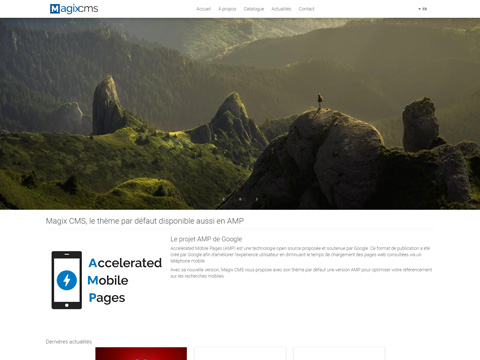 Magixcms
Accueil A propos Catalogue Actualités Contact FR
Magix CMS, le thème par défaut disponible aussi en AMP
Accelerated
Mobile
Pages
Le projet AMP de Google
Accelerated Mobile Pages (AMP) est une technologie open source proposée et soutenue par Google. Ce format de publication a été
créé par Google afin d'améliorer l'expérience utilisateur en diminuant le temps de chargement des pages web consultées via un
téléphone mobile.
Avec sa nouvelle version, Magix CMS vous propose avec son thème par défaut une version AMP pour optimiser votre référencement
sur les recherches mobiles.
Dernières actualités